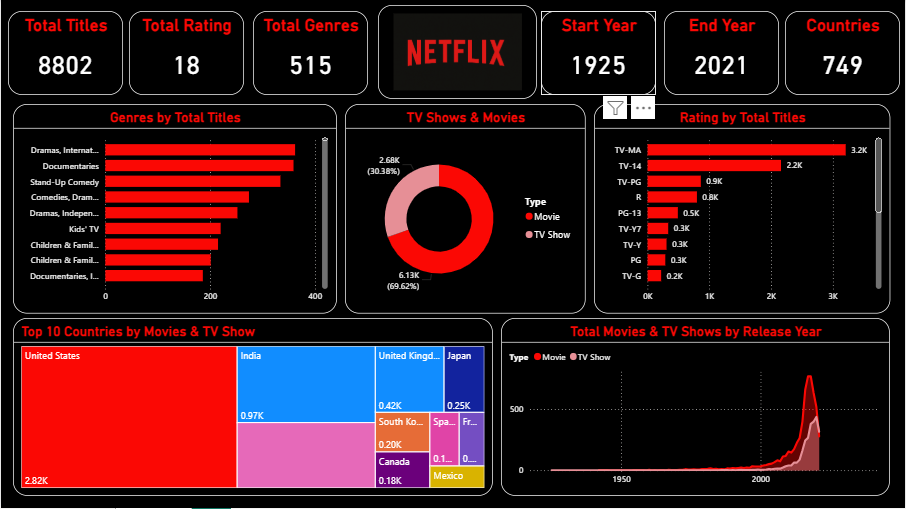 Total Titles
8802
Total Rating
18
Total Genres
515
NETFLIX
Start Year
1925
End Year
2021
Countries
749
Genres by Total Titles
Dramas, Internat...
Documentaries
Stand-Up Comedy
Comedies, Dram...
Dramas, Indepen...
Kids' TV
Children & Famil...
Children & Famil...
Documentaries, I...
0
200
400
TV Shows & Movies
2.68K
(30.38%)
6.13K
(69.62%)
Type
Movie
TV Show
Rating by Total Titles
TV-MA 3.2K
TV-14 2.2K
TV-PG 0.9K
R 0.8K
PG-13 0.5K
TV-Y7 0.3K
TV-Y 0.3K
PG 0.3K
TV-G 0.2K
0K 1K 2K 3K
Top 10 Countries by Movies & TV Show
United States
2.82K
India
0.97K
United Kingd...
0.42K
Japan
0.25K
South Ko...
0.20K
Canada
0.18K
Spa...
0.1...
Fr...
0....
Mexico
Total Movies & TV Shows by Release Year
Type Movie TV Show
500
0
1950
2000